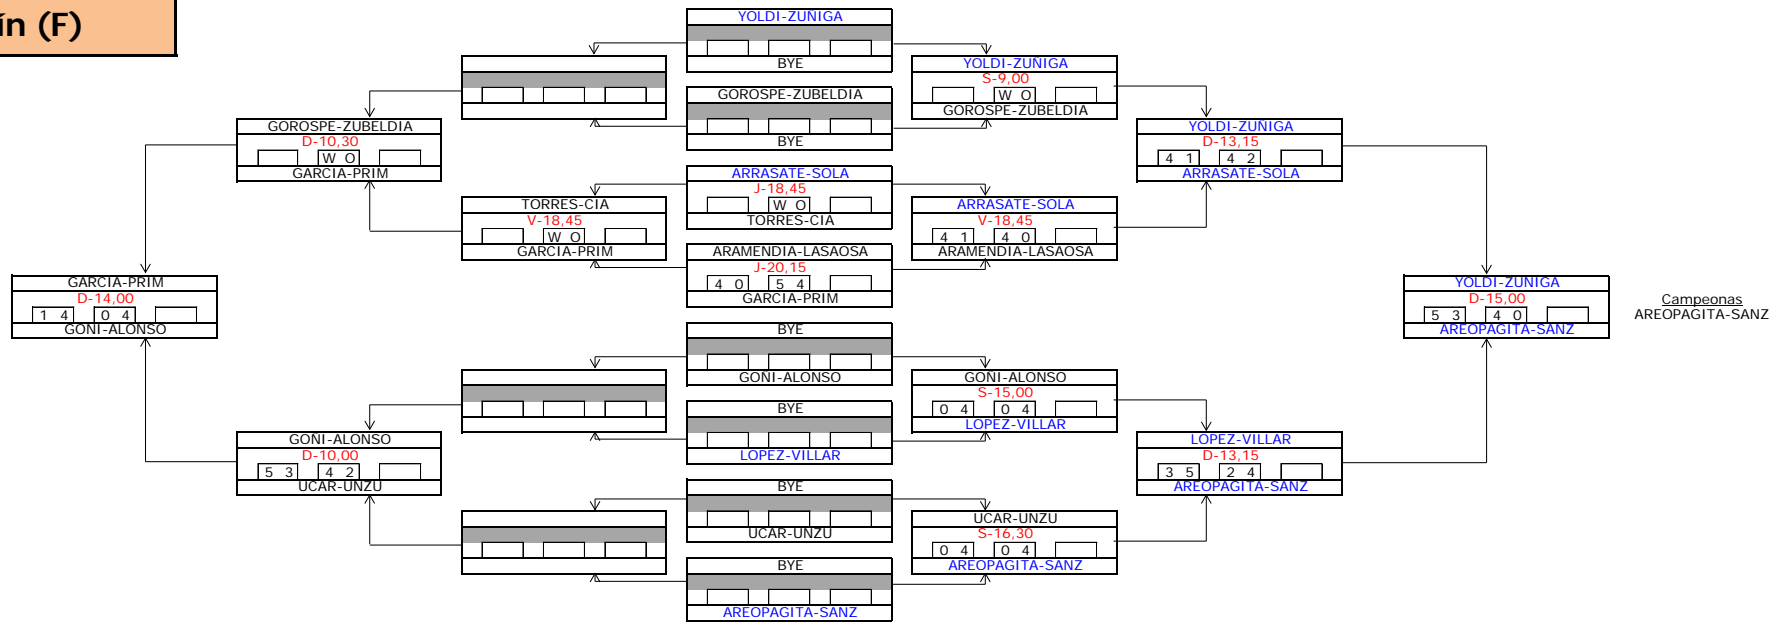 ín (F)
YOLDI-ZUÑIGA
BYE
GOROSPE-ZUBELDIA
BYE
ARRASATE-SOLA
J-18,45
W O
TORRES-CIA
ARAMENDIA-LASAOSA
J-20,15
4 0 5 4
GARCIA-PRIM
BYE
GOÑI-ALONSO
BYE
LOPEZ-VILLAR
BYE
UCAR-UNZU
BYE
AREOPAGITA-SANZ
YOLDI-ZUÑIGA
S-9,00
W O
GOROSPE-ZUBELDIA
ARRASATE-SOLA
V-18,45
4 1 4 0
ARAMENDIA-LASAOSA
GOÑI-ALONSO
S-15,00
0 4 0 4
LOPEZ-VILLAR
UCAR-UNZU
S-16,30
0 4 0 4
AREOPAGITA-SANZ
YOLDI-ZUÑIGA
D-13,15
4 1 4 2
ARRASATE-SOLA
LOPEZ-VILLAR
D-13,15
3 5 2 4
AREOPAGITA-SANZ
YOLDI-ZUÑIGA
D-15,00
5 3 4 0
AREOPAGITA-SANZ
Campeonas
AREOPAGITA-SANZ
TORRES-CIA
V-18,45
W O
GARCIA-PRIM
GOROSPE-ZUBELDIA
D-10,30
W O
GARCIA-PRIM
GOÑI-ALONSO
D-10,00
5 3 4 2
UCAR-UNZU
GARCIA-PRIM
D-14,00
1 4 0 4
GOÑI-ALONSO